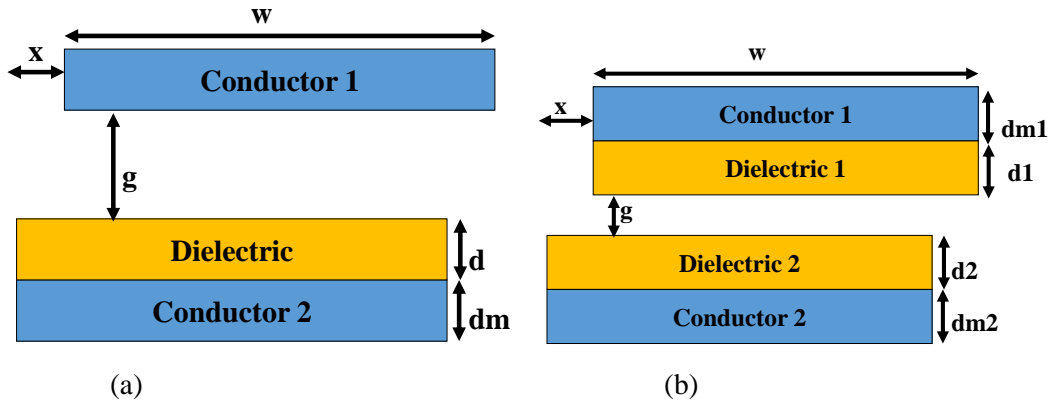 w
x
Conductor 1
g
Dielectric
d
Conductor 2
dm
(a)
w
x
Conductor 1
dm1
Dielectric 1
d1
g
Dielectric 2
d2
Conductor 2
dm2
(b)